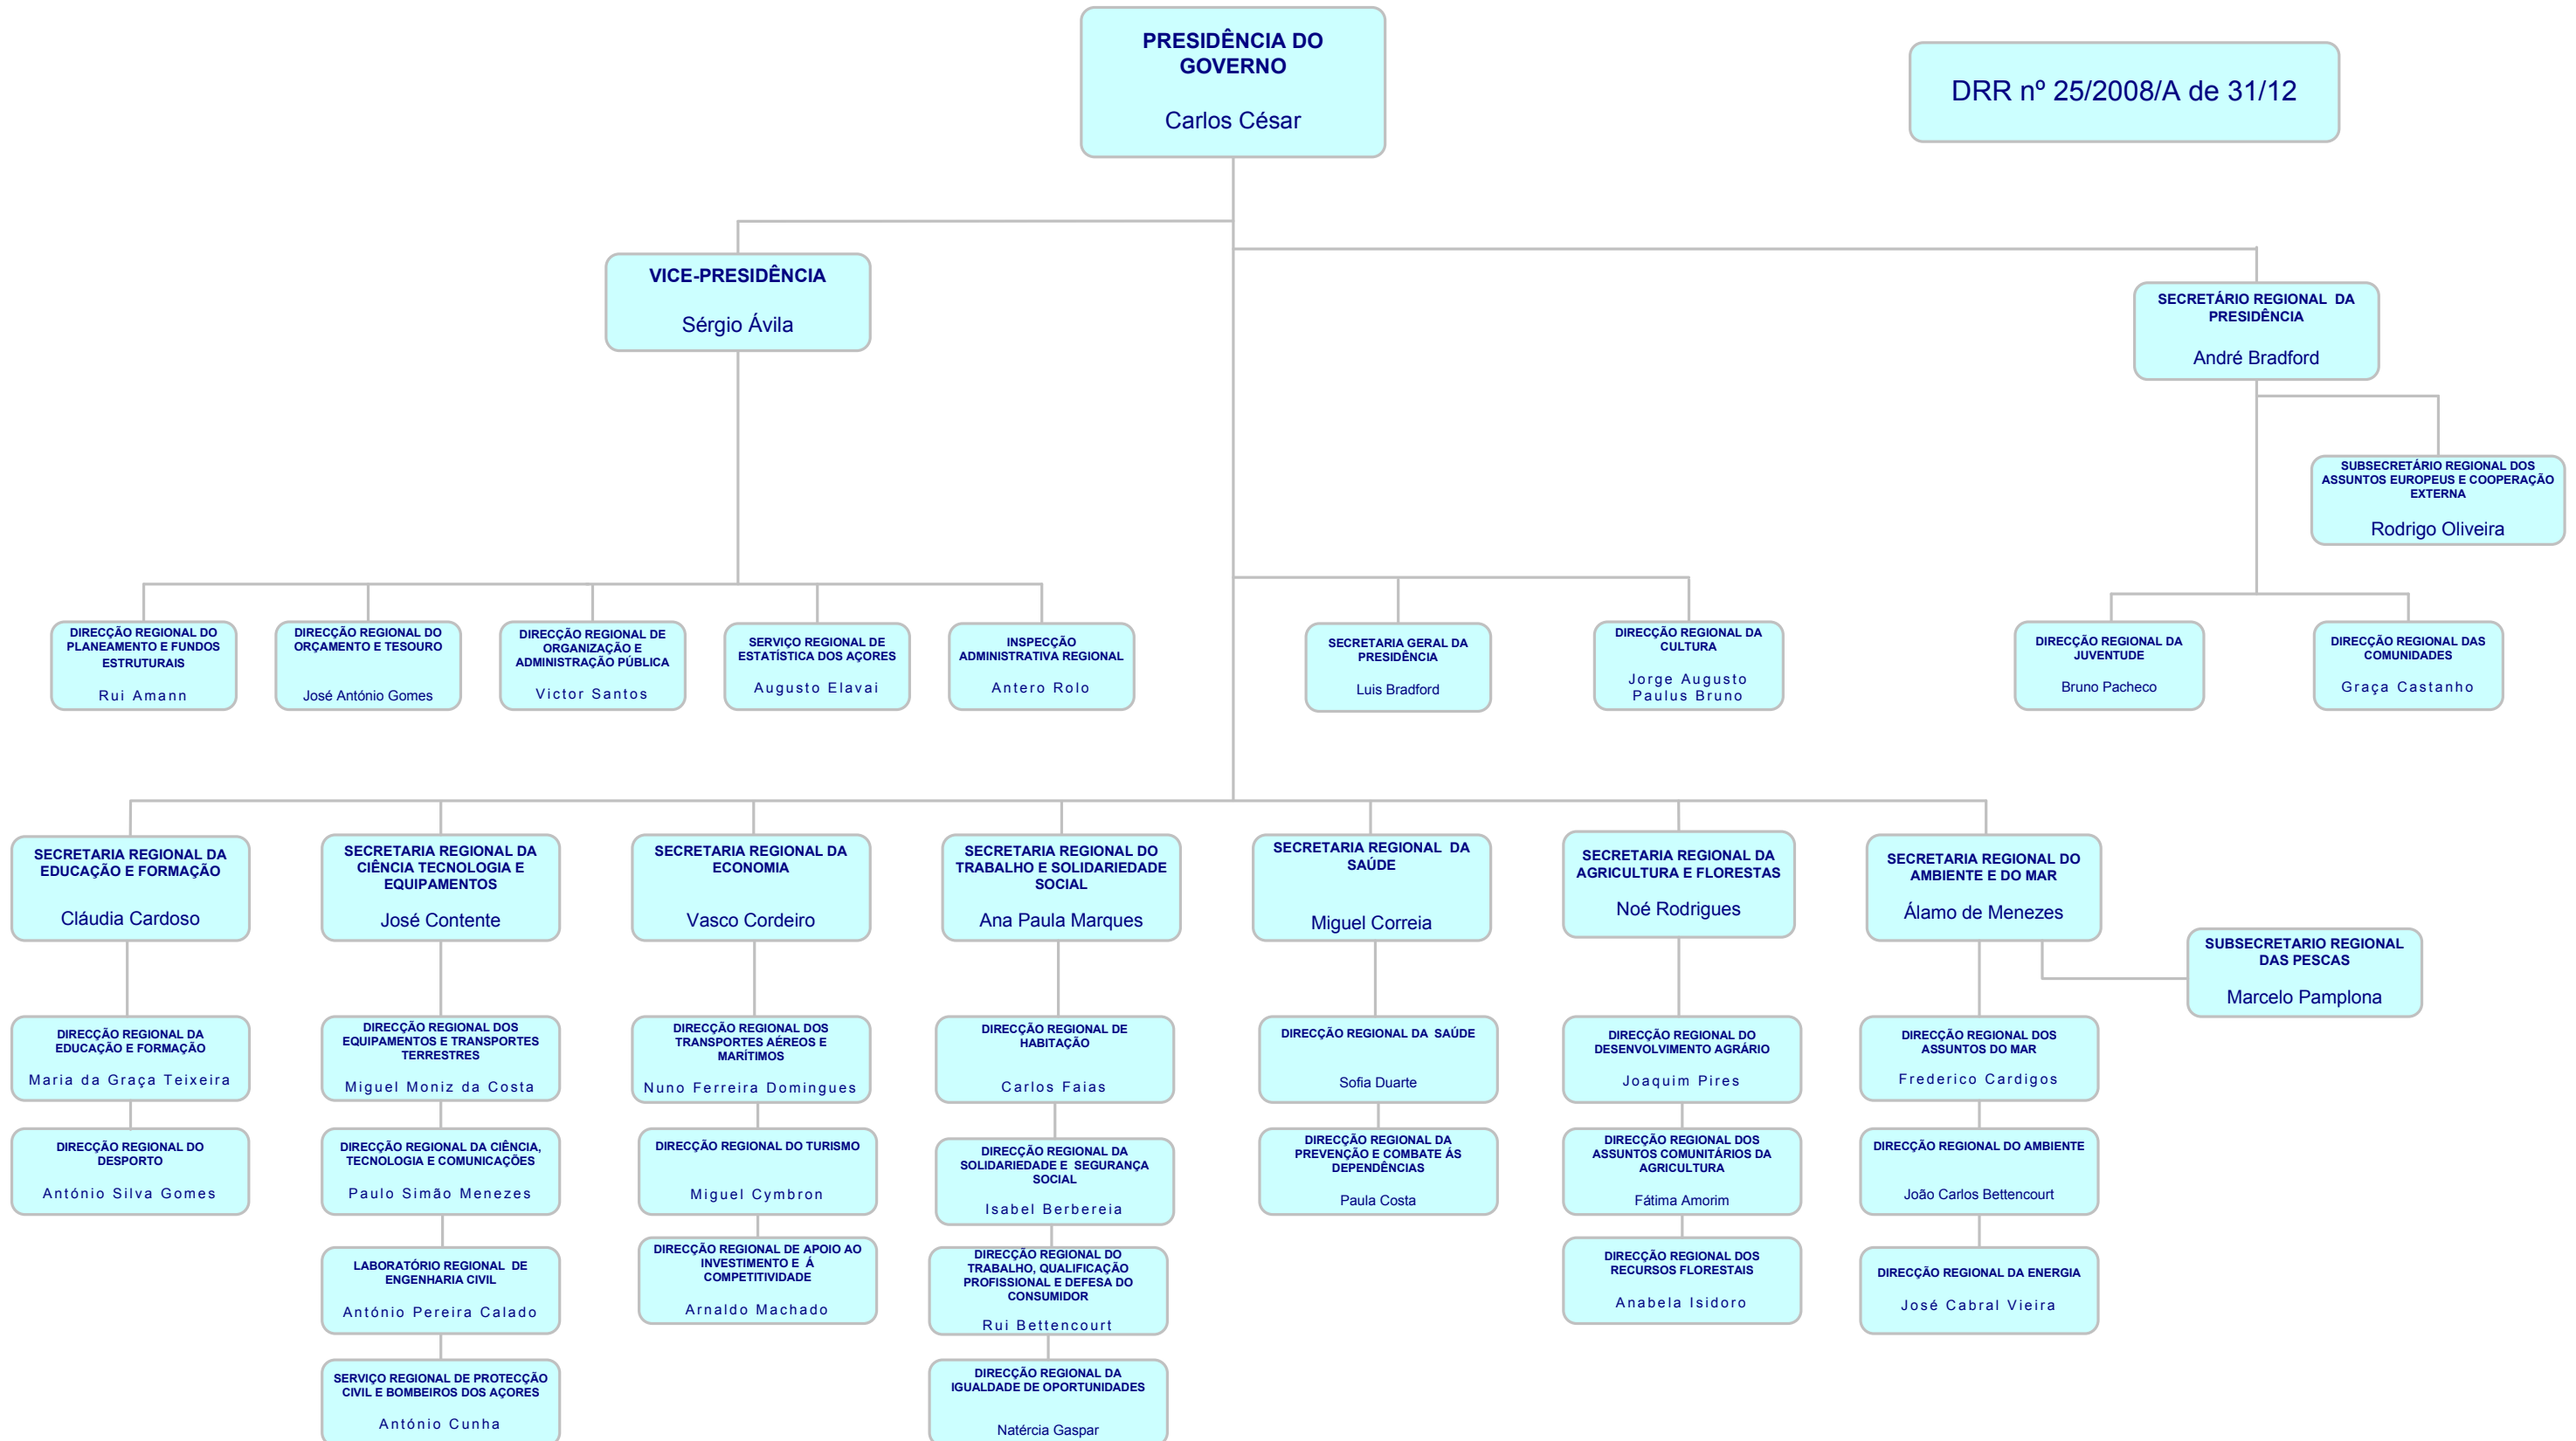 PRESIDÊNCIA DO
GOVERNO
Carlos César
DRR nº 25/2008/A de 31/12
VICE-PRESIDÊNCIA
Sérgio Ávila
SECRETÁRIO REGIONAL DA
PRESIDÊNCIA
André Bradford
SUBSECRETÁRIO REGIONAL DOS
ASSUNTOS EUROPEUS E COOPERAÇÃO
EXTERNA
Rodrigo Oliveira
DIRECÇÃO REGIONAL DO
PLANEAMENTO E FUNDOS
ESTRUTURAIS
Rui Amann
DIRECÇÃO REGIONAL DO
ORÇAMENTO E TESOURO
José António Gomes
DIRECÇÃO REGIONAL DE
ORGANIZAÇÃO E
ADMINISTRAÇÃO PÚBLICA
Victor Santos
SERVIÇO REGIONAL DE
ESTATÍSTICA DOS AÇORES
Augusto Elavai
INSPECÇÃO
ADMINISTRATIVA REGIONAL
Antero Rolo
SECRETARIA GERAL DA
PRESIDÊNCIA
Luis Bradford
DIRECÇÃO REGIONAL DA
CULTURA
Jorge Augusto
Paulus Bruno
DIRECÇÃO REGIONAL DA
JUVENTUDE
Bruno Pacheco
DIRECÇÃO REGIONAL DAS
COMUNIDADES
Graça Castanho
SECRETARIA REGIONAL DA
EDUCAÇÃO E FORMAÇÃO
Cláudia Cardoso
SECRETARIA REGIONAL DA
CIÊNCIA TECNOLOGIA E
EQUIPAMENTOS
José Contente
SECRETARIA REGIONAL DA
ECONOMIA
Vasco Cordeiro
SECRETARIA REGIONAL DO
TRABALHO E SOLIDARIEDADE
SOCIAL
Ana Paula Marques
SECRETARIA REGIONAL DA
SAÚDE
Miguel Correia
SECRETARIA REGIONAL DA
AGRICULTURA E FLORESTAS
Noé Rodrigues
SECRETARIA REGIONAL DO
AMBIENTE E DO MAR
Álamo de Menezes
SUBSECRETARIO REGIONAL
DAS PESCAS
Marcelo Pamplona
DIRECÇÃO REGIONAL DA
EDUCAÇÃO E FORMAÇÃO
Maria da Graça Teixeira
DIRECÇÃO REGIONAL DOS
EQUIPAMENTOS E TRANSPORTES
TERRESTRES
Miguel Moniz da Costa
DIRECÇÃO REGIONAL DOS
TRANSPORTES AÉREOS E
MARÍTIMOS
Nuno Ferreira Domingues
DIRECÇÃO REGIONAL DE
HABITAÇÃO
Carlos Faias
DIRECÇÃO REGIONAL DA SAÚDE
Sofia Duarte
DIRECÇÃO REGIONAL DO
DESENVOLVIMENTO AGRÁRIO
Joaquim Pires
DIRECÇÃO REGIONAL DOS
ASSUNTOS DO MAR
Frederico Cardigos
DIRECÇÃO REGIONAL DO
DESPORTO
António Silva Gomes
DIRECÇÃO REGIONAL DA CIÊNCIA,
TECNOLOGIA E COMUNICAÇÕES
Paulo Simão Menezes
DIRECÇÃO REGIONAL DO TURISMO
Miguel Cymbron
DIRECÇÃO REGIONAL DA
SOLIDARIEDADE E SEGURANÇA
SOCIAL
Isabel Berbereia
DIRECÇÃO REGIONAL DA
PREVENÇÃO E COMBATE ÁS
DEPENDÊNCIAS
Paula Costa
DIRECÇÃO REGIONAL DOS
ASSUNTOS COMUNITÁRIOS DA
AGRICULTURA
Fátima Amorim
DIRECÇÃO REGIONAL DO AMBIENTE
João Carlos Bettencourt
LABORATÓRIO REGIONAL DE
ENGENHARIA CIVIL
António Pereira Calado
DIRECÇÃO REGIONAL DE APOIO AO
INVESTIMENTO E Á
COMPETITIVIDADE
Arnaldo Machado
DIRECÇÃO REGIONAL DO
TRABALHO, QUALIFICAÇÃO
PROFISSIONAL E DEFESA DO
CONSUMIDOR
Rui Bettencourt
DIRECÇÃO REGIONAL DOS
RECURSOS FLORESTAIS
Anabela Isidoro
DIRECÇÃO REGIONAL DA ENERGIA
José Cabral Vieira
SERVIÇO REGIONAL DE PROTECÇÃO
CIVIL E BOMBEIROS DOS AÇORES
António Cunha
DIRECÇÃO REGIONAL DA
IGUALDADE DE OPORTUNIDADES
Natércia Gaspar